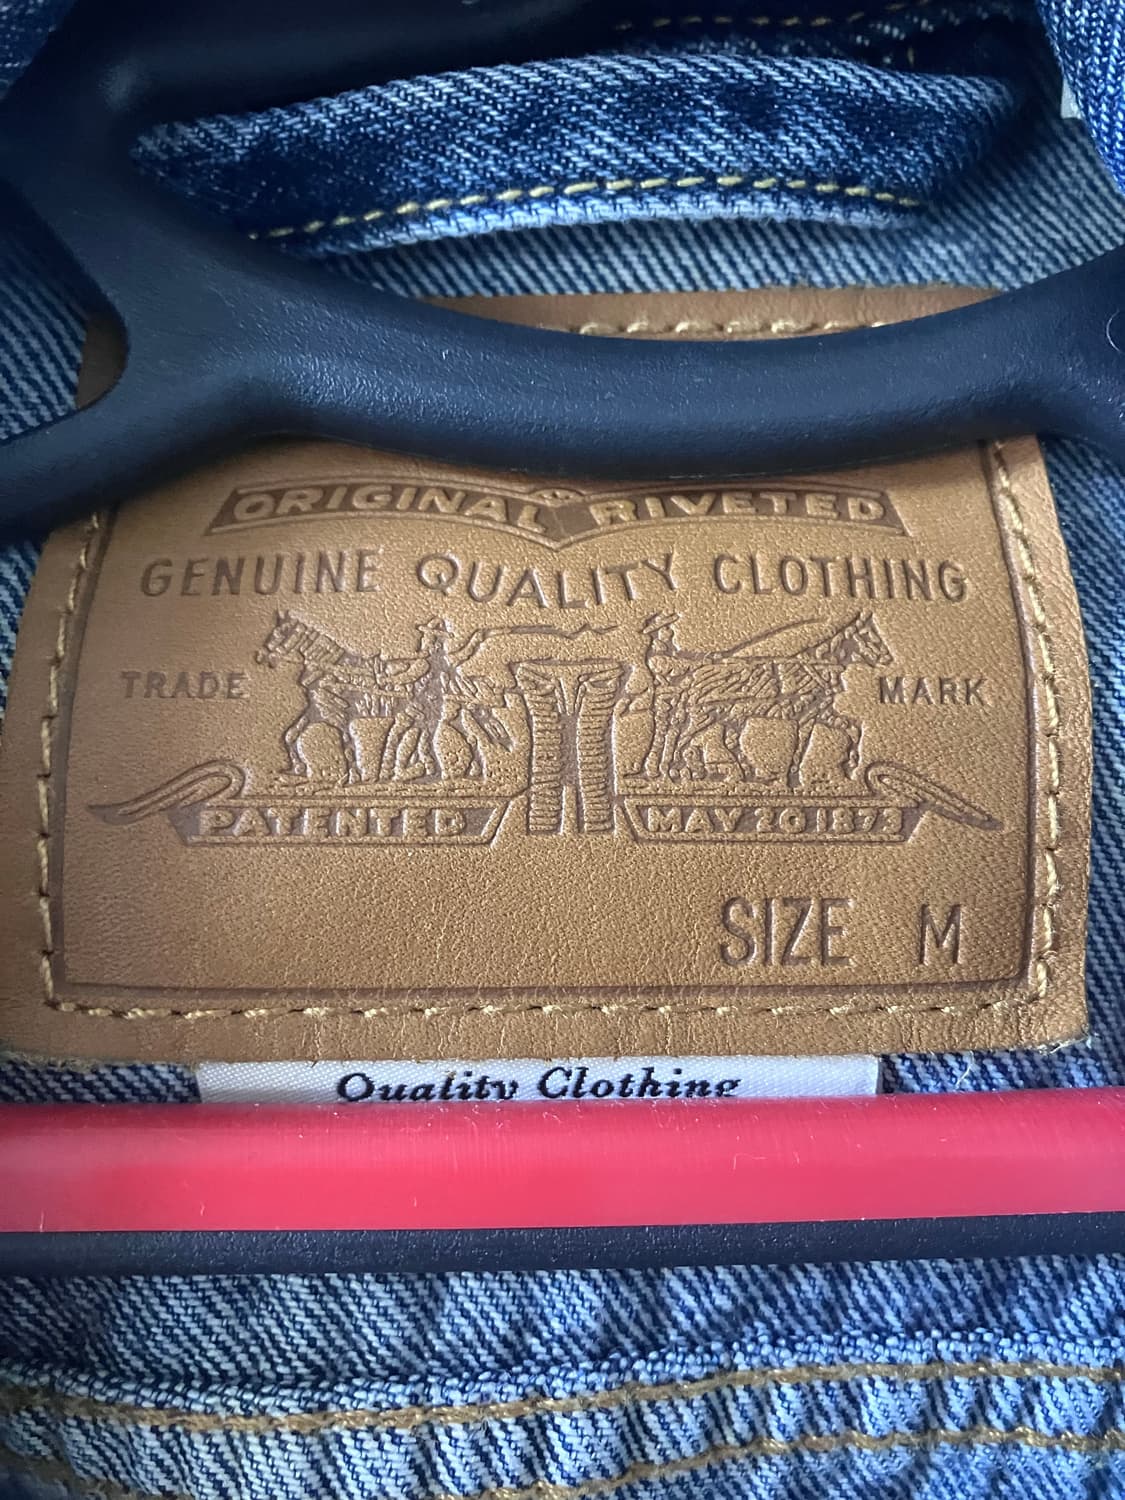 ORIGINAL RIVETED
GENUINE QUALITY CLOTHING
TRADE MARK
PATENTED MAY 20 1873
SIZE M
Quality Clothing